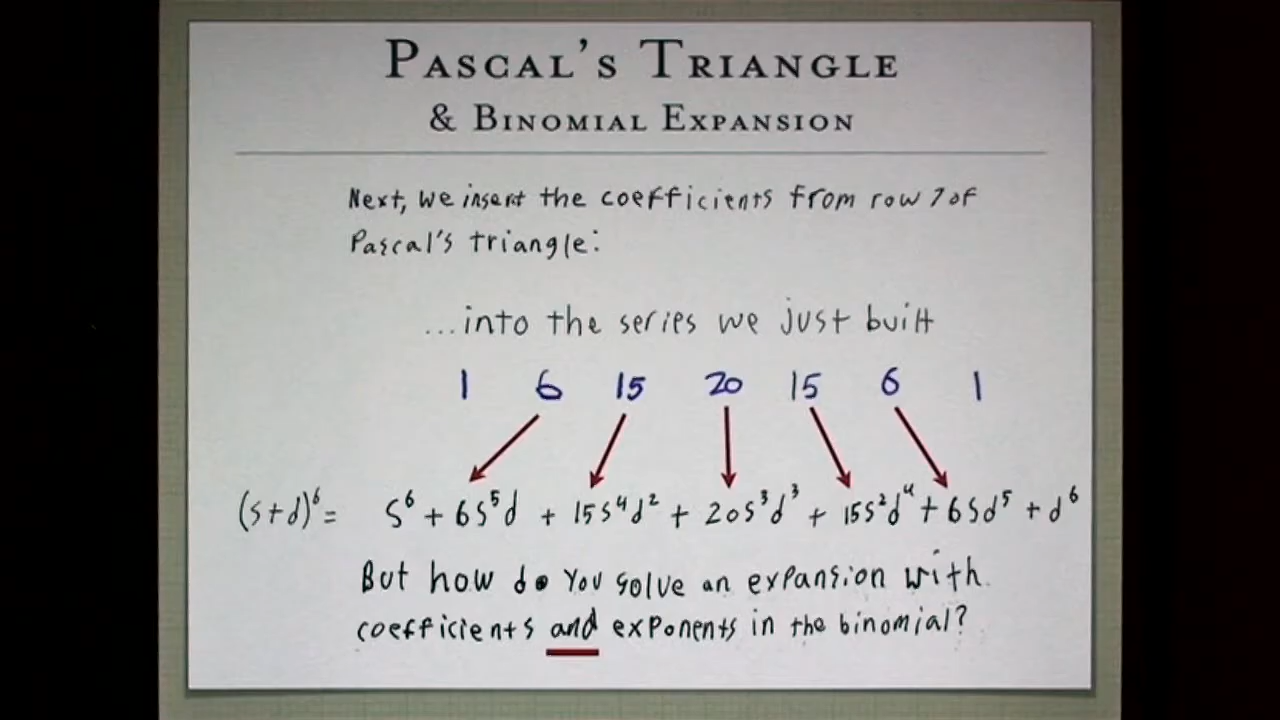 PASCAL'S TRIANGLE
& BINOMIAL EXPANSION
Next, we insert the coefficients from row 7 of
Pascal's triangle:
...into the series we just built
1 6 15 20 15 6 1
(s+d)⁶ = s⁶ + 6s⁵d + 15s⁴d² + 20s³d³ + 15s²d⁴ + 6sd⁵ + d⁶
But how do you solve an expansion with
coefficients and exponents in the binomial?